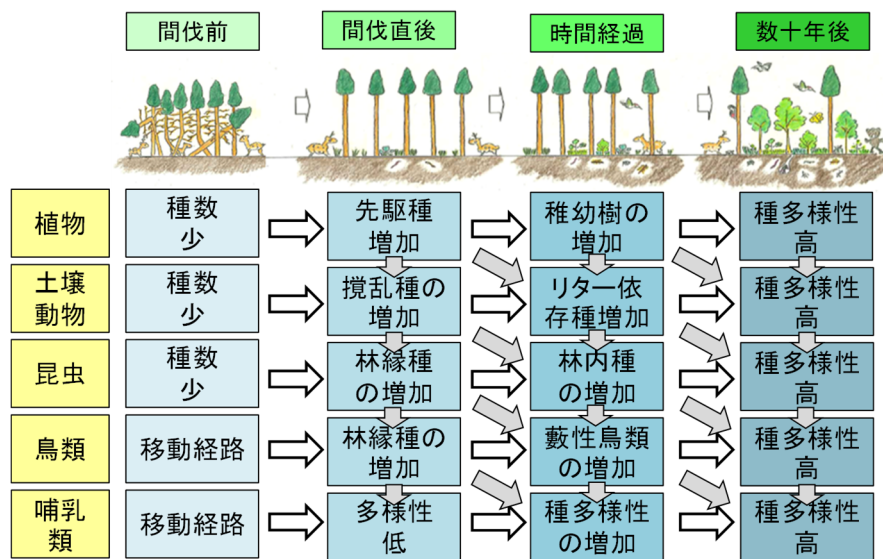 間伐前
間伐直後
時間経過
数十年後
植物
種数
少
先駆種
増加
稚幼樹の
増加
種多様性
高
土壌
動物
種数
少
撹乱種の
増加
リター依
存種増加
種多様性
高
昆虫
種数
少
林縁種
の増加
林内種
の増加
種多様性
高
鳥類
移動経路
林縁種の
増加
藪性鳥類
の増加
種多様性
高
哺乳
類
移動経路
多様性
低
種多様性
の増加
種多様性
高